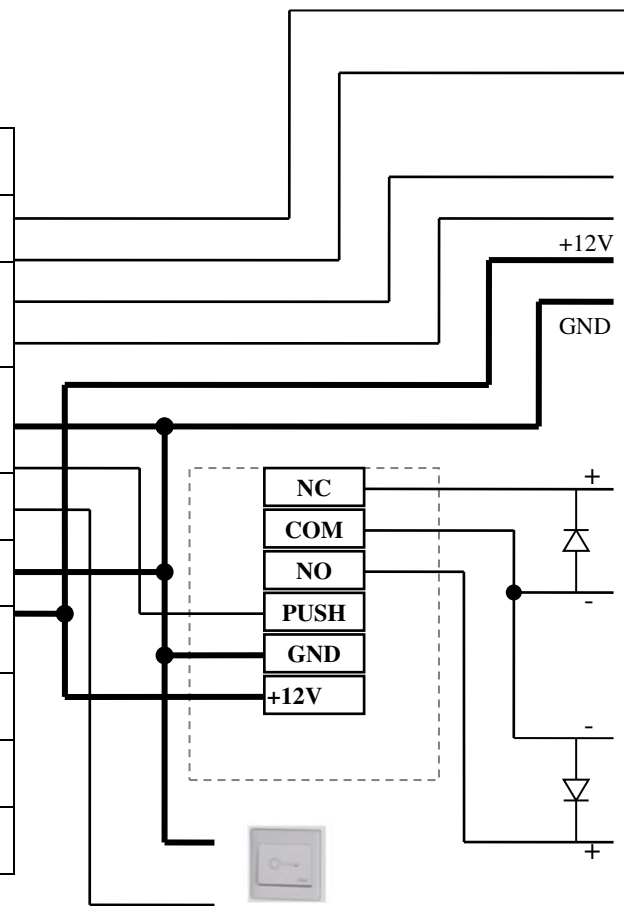 +12V
GND
+
NC
COM
NO
-
PUSH
GND
+12V
-
+